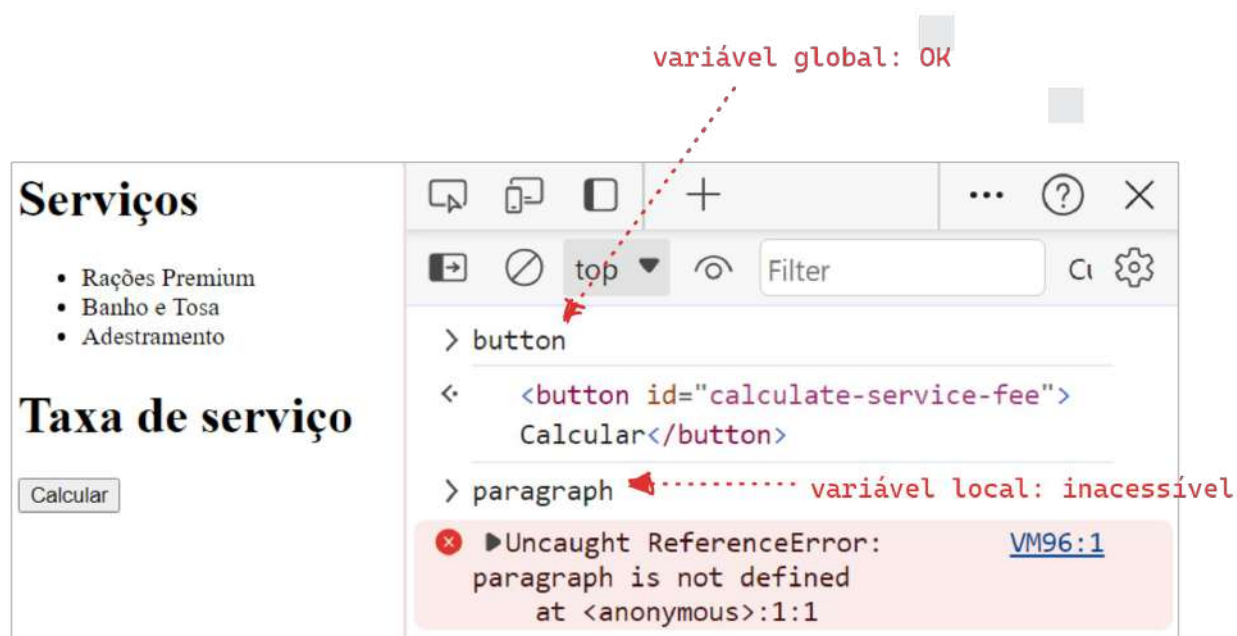 variável global: OK
Serviços
• Rações Premium
• Banho e Tosa
• Adestramento
Taxa de serviço
Calcular
top
Filter
> button
<button id="calculate-service-fee">
Calcular</button>
> paragraph
variável local: inacessível
Uncaught ReferenceError:
VM96:1
paragraph is not defined
at <anonymous>:1:1